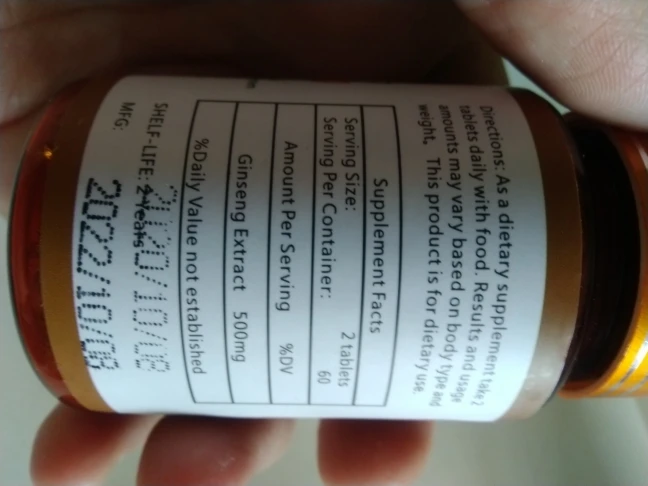 Directions: As a dietary supplement take 2
tablets daily with food. Results and usage
amounts may vary based on body type and
weight. This product is for dietary use.
Supplement Facts
Serving Size: 2 tablets
Serving Per Container: 60
Amount Per Serving %DV
Ginseng Extract 500mg
%Daily Value not established
SHELF-LIFE: 2 Years 2020/10/08
MFG: 2022/10/08